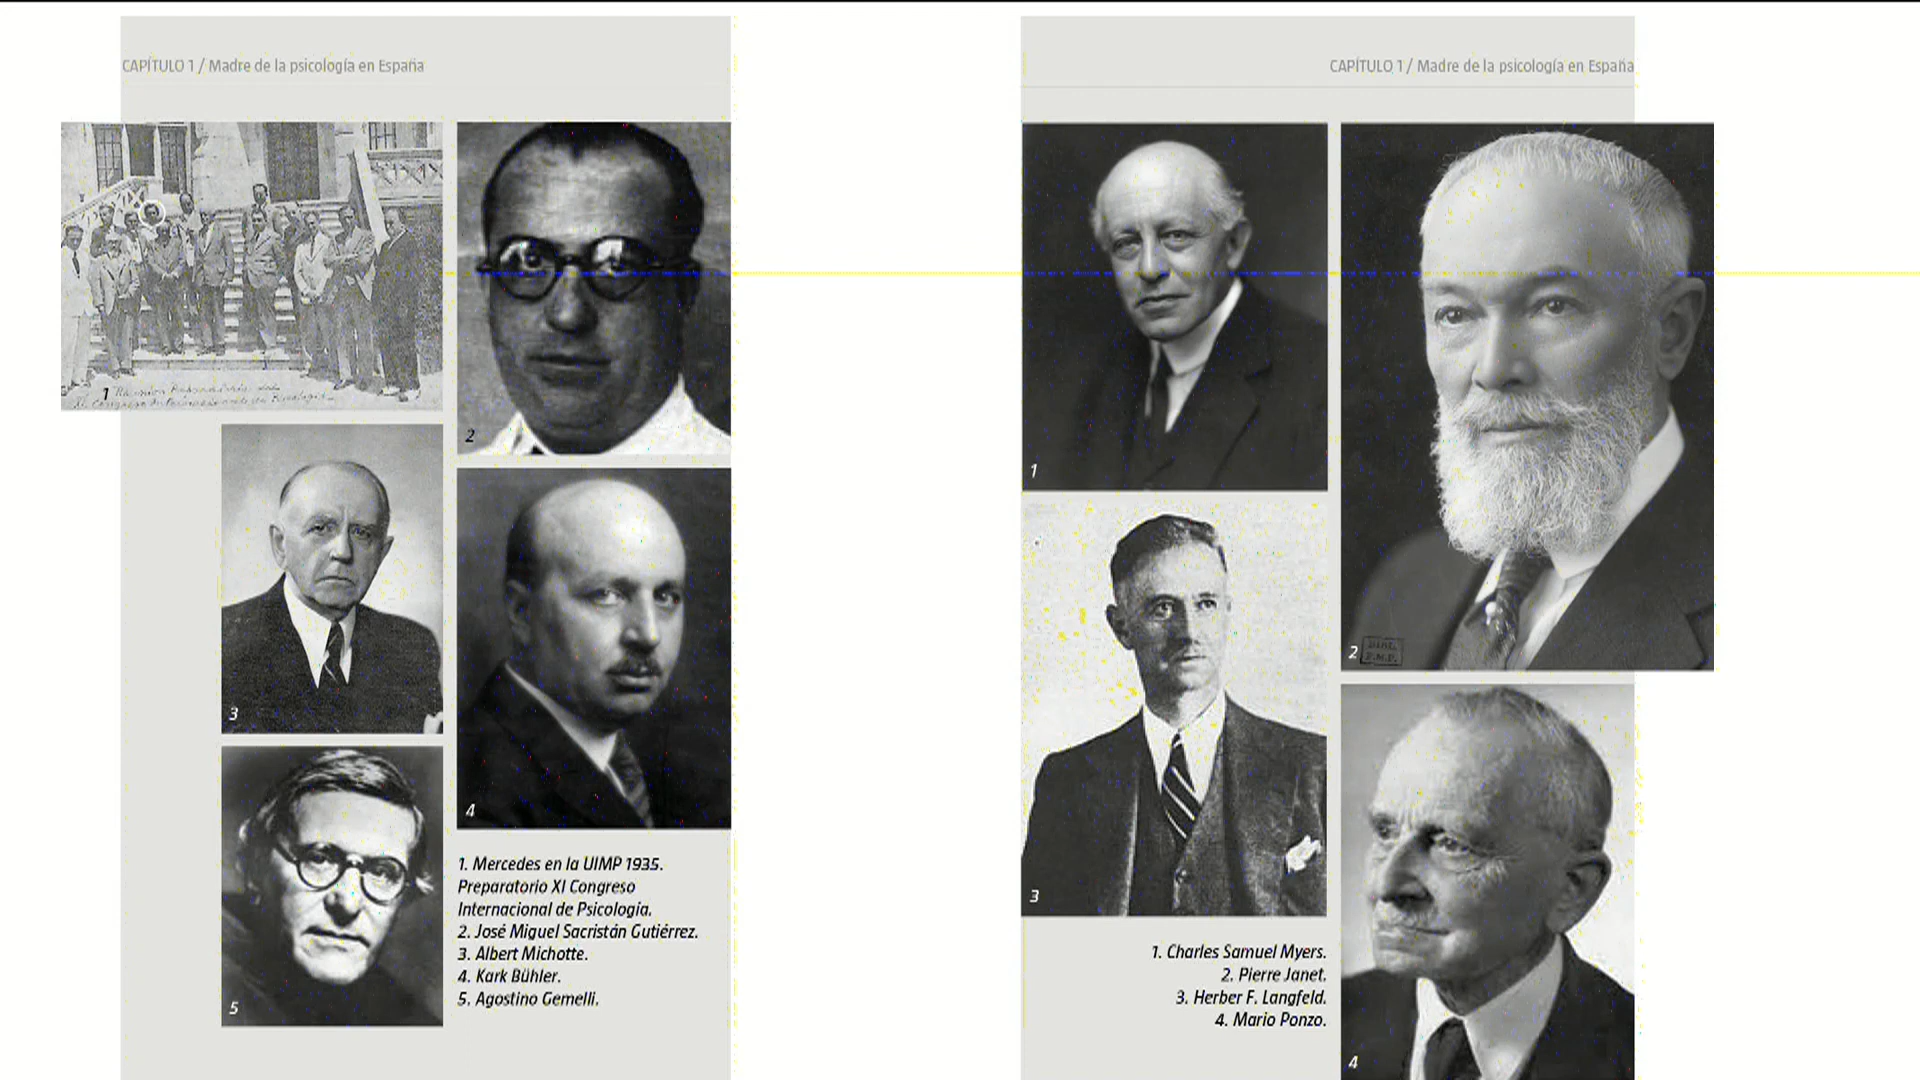 CAPÍTULO 1 / Madre de la psicología en España
1
2
3
4
5
1. Mercedes en la UIMP 1935.
Preparatorio XI Congreso
Internacional de Psicología.
2. José Miguel Sacristán Gutiérrez.
3. Albert Michotte.
4. Kark Bühler.
5. Agostino Gemelli.
CAPÍTULO 1 / Madre de la psicología en España
1
2
3
4
1. Charles Samuel Myers.
2. Pierre Janet.
3. Herber F. Langfeld.
4. Mario Ponzo.